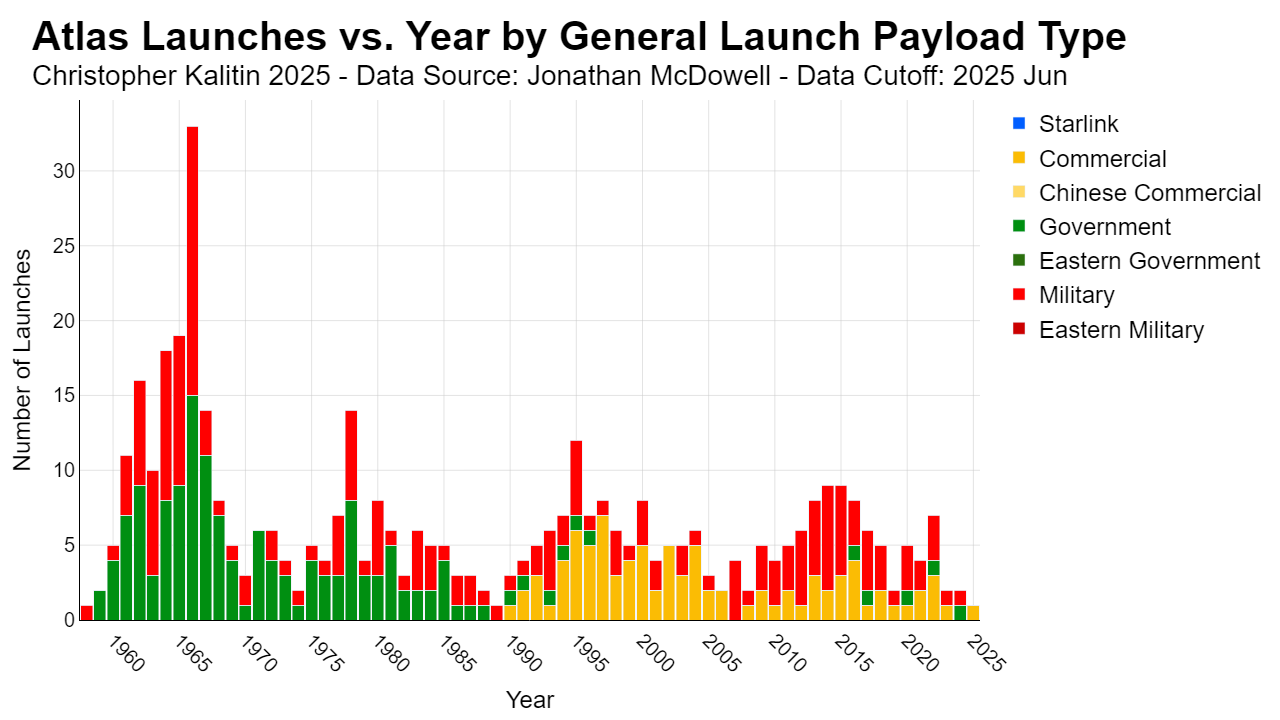 Atlas Launches vs. Year by General Launch Payload Type
Christopher Kalitin 2025 - Data Source: Jonathan McDowell - Data Cutoff: 2025 Jun
Starlink
Commercial
Chinese Commercial
Government
Eastern Government
Military
Eastern Military
Number of Launches
30
25
20
15
10
5
0
1960
1965
1970
1975
1980
1985
1990
1995
2000
2005
2010
2015
2020
2025
Year